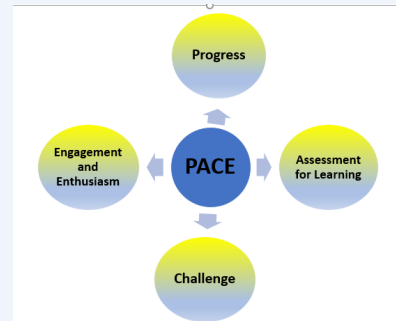 Progress
Engagement
and
Enthusiasm
PACE
Assessment
for Learning
Challenge